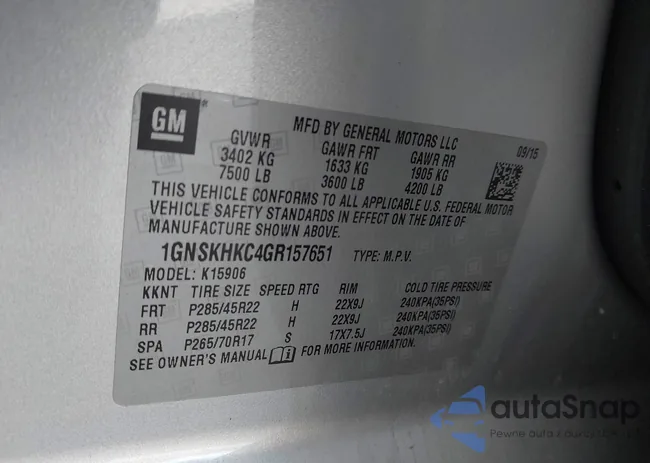 GM
MFD BY GENERAL MOTORS LLC
09/15
GVWR GAWR FRT GAWR RR
3402 KG 1633 KG 1905 KG
7500 LB 3600 LB 4200 LB
THIS VEHICLE CONFORMS TO ALL APPLICABLE U.S. FEDERAL MOTOR
VEHICLE SAFETY STANDARDS IN EFFECT ON THE DATE OF
MANUFACTURE SHOWN ABOVE.
1GNSKHKC4GR157651 TYPE: M.P.V.
MODEL: K15906
KKNT TIRE SIZE SPEED RTG RIM COLD TIRE PRESSURE
FRT P285/45R22 H 22X9J 240KPA(35PSI)
RR P285/45R22 H 22X9J 240KPA(35PSI)
SPA P265/70R17 S 17X7.5J 240KPA(35PSI)
SEE OWNER'S MANUAL FOR MORE INFORMATION.
autaSnap
Pewne auta z